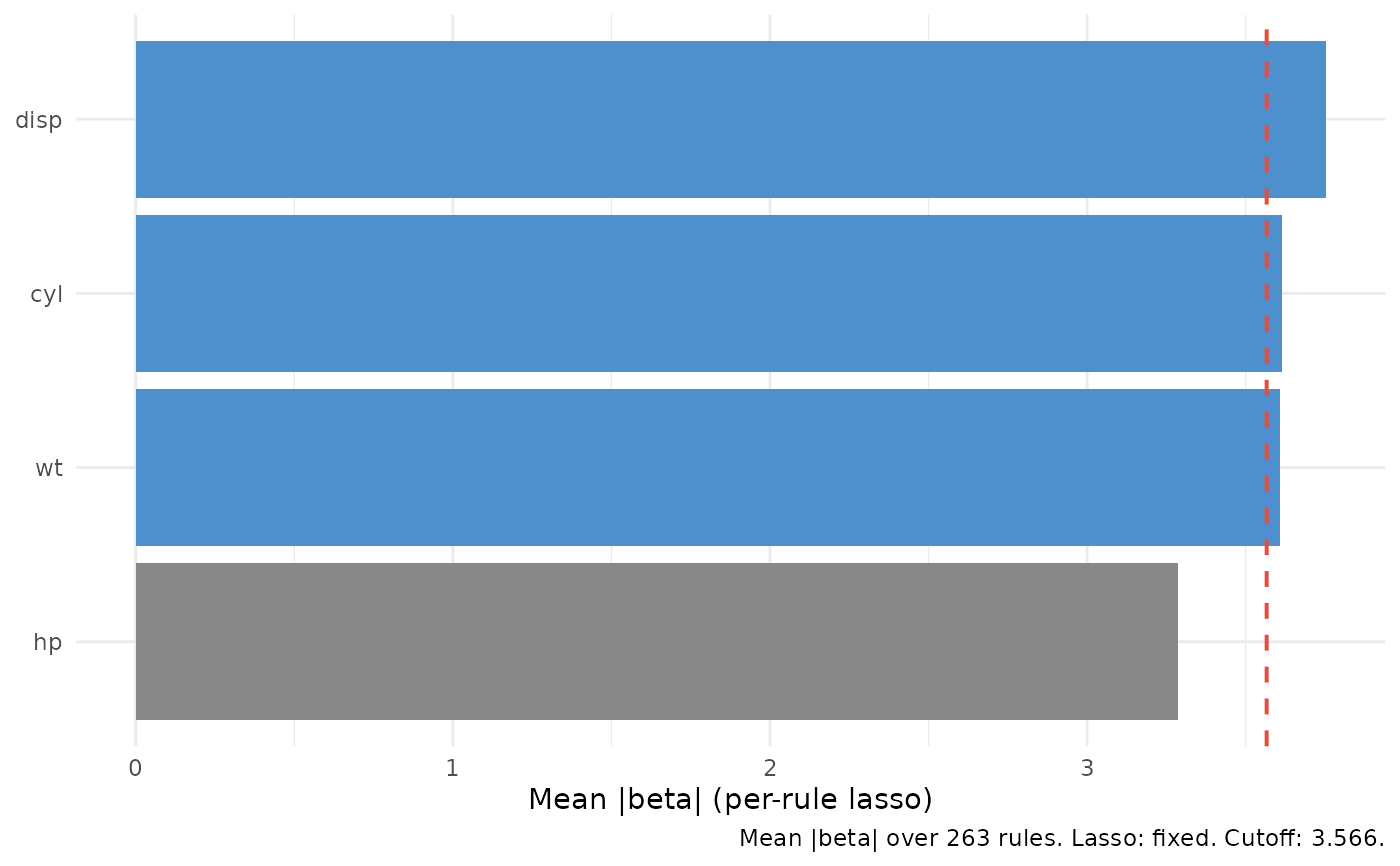 disp
cyl
wt
hp
0 1 2 3
Mean |beta| (per-rule lasso)
Mean |beta| over 263 rules. Lasso: fixed. Cutoff: 3.566.